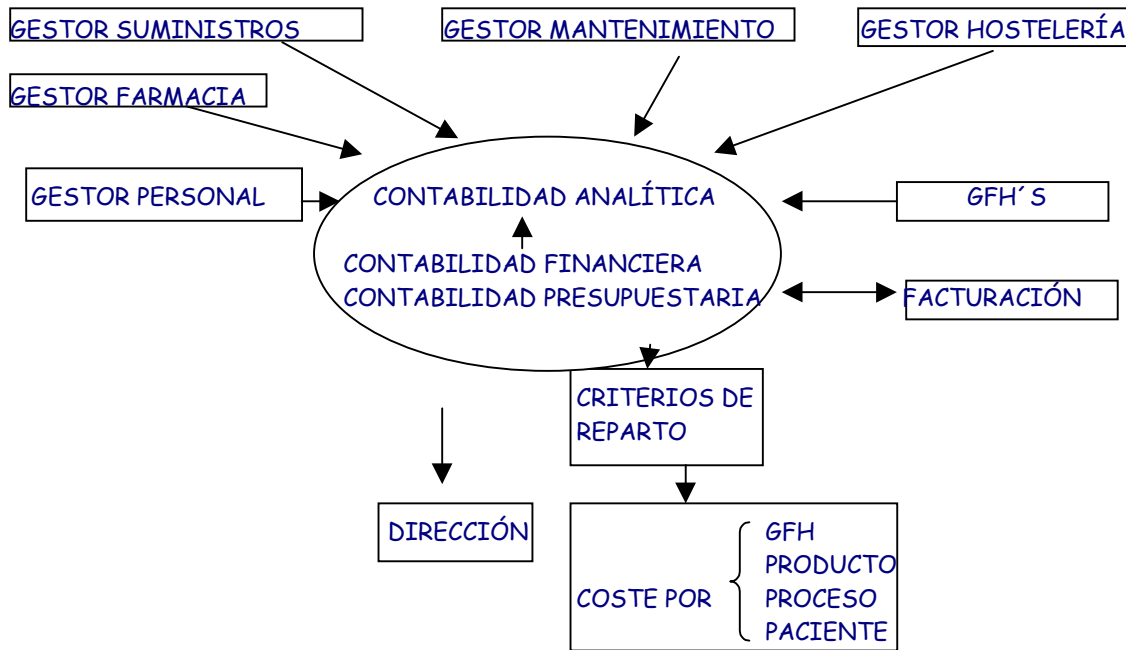 GESTOR SUMINISTROS
GESTOR MANTENIMIENTO
GESTOR HOSTELERÍA
GESTOR FARMACIA
GESTOR PERSONAL
CONTABILIDAD ANALÍTICA
GFH´S
CONTABILIDAD FINANCIERA
CONTABILIDAD PRESUPUESTARIA
FACTURACIÓN
CRITERIOS DE
REPARTO
DIRECCIÓN
COSTE POR
GFH
PRODUCTO
PROCESO
PACIENTE